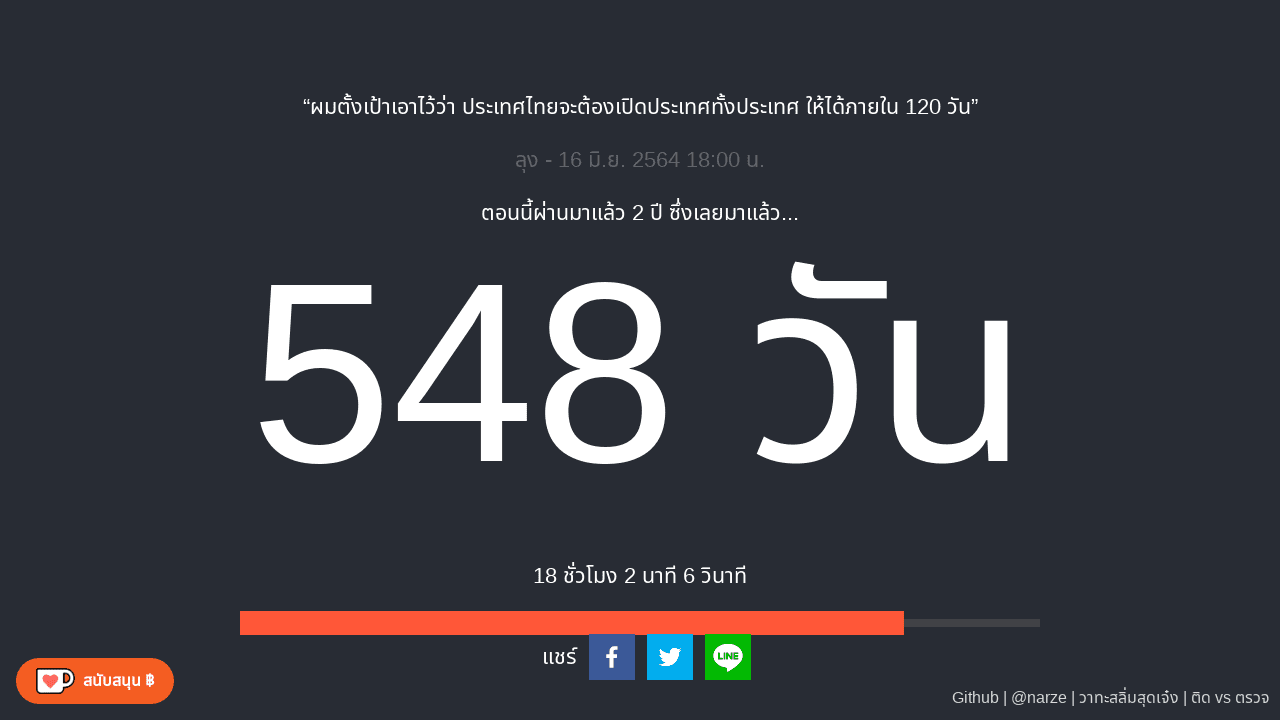 “ผมตั้งเป้าเอาไว้ว่า ประเทศไทยจะต้องเปิดประเทศทั้งประเทศ ให้ได้ภายใน 120 วัน”
ลุง - 16 มิ.ย. 2564 18:00 น.
ตอนนี้ผ่านมาแล้ว 2 ปี ซึ่งเลยมาแล้ว...
548 วัน
18 ชั่วโมง 2 นาที 6 วินาที
แชร์
LINE
สนับสนุน ฿
Github | @narze | วาทะสลิ่มสุดเจ๋ง | ติด vs ตรวจ